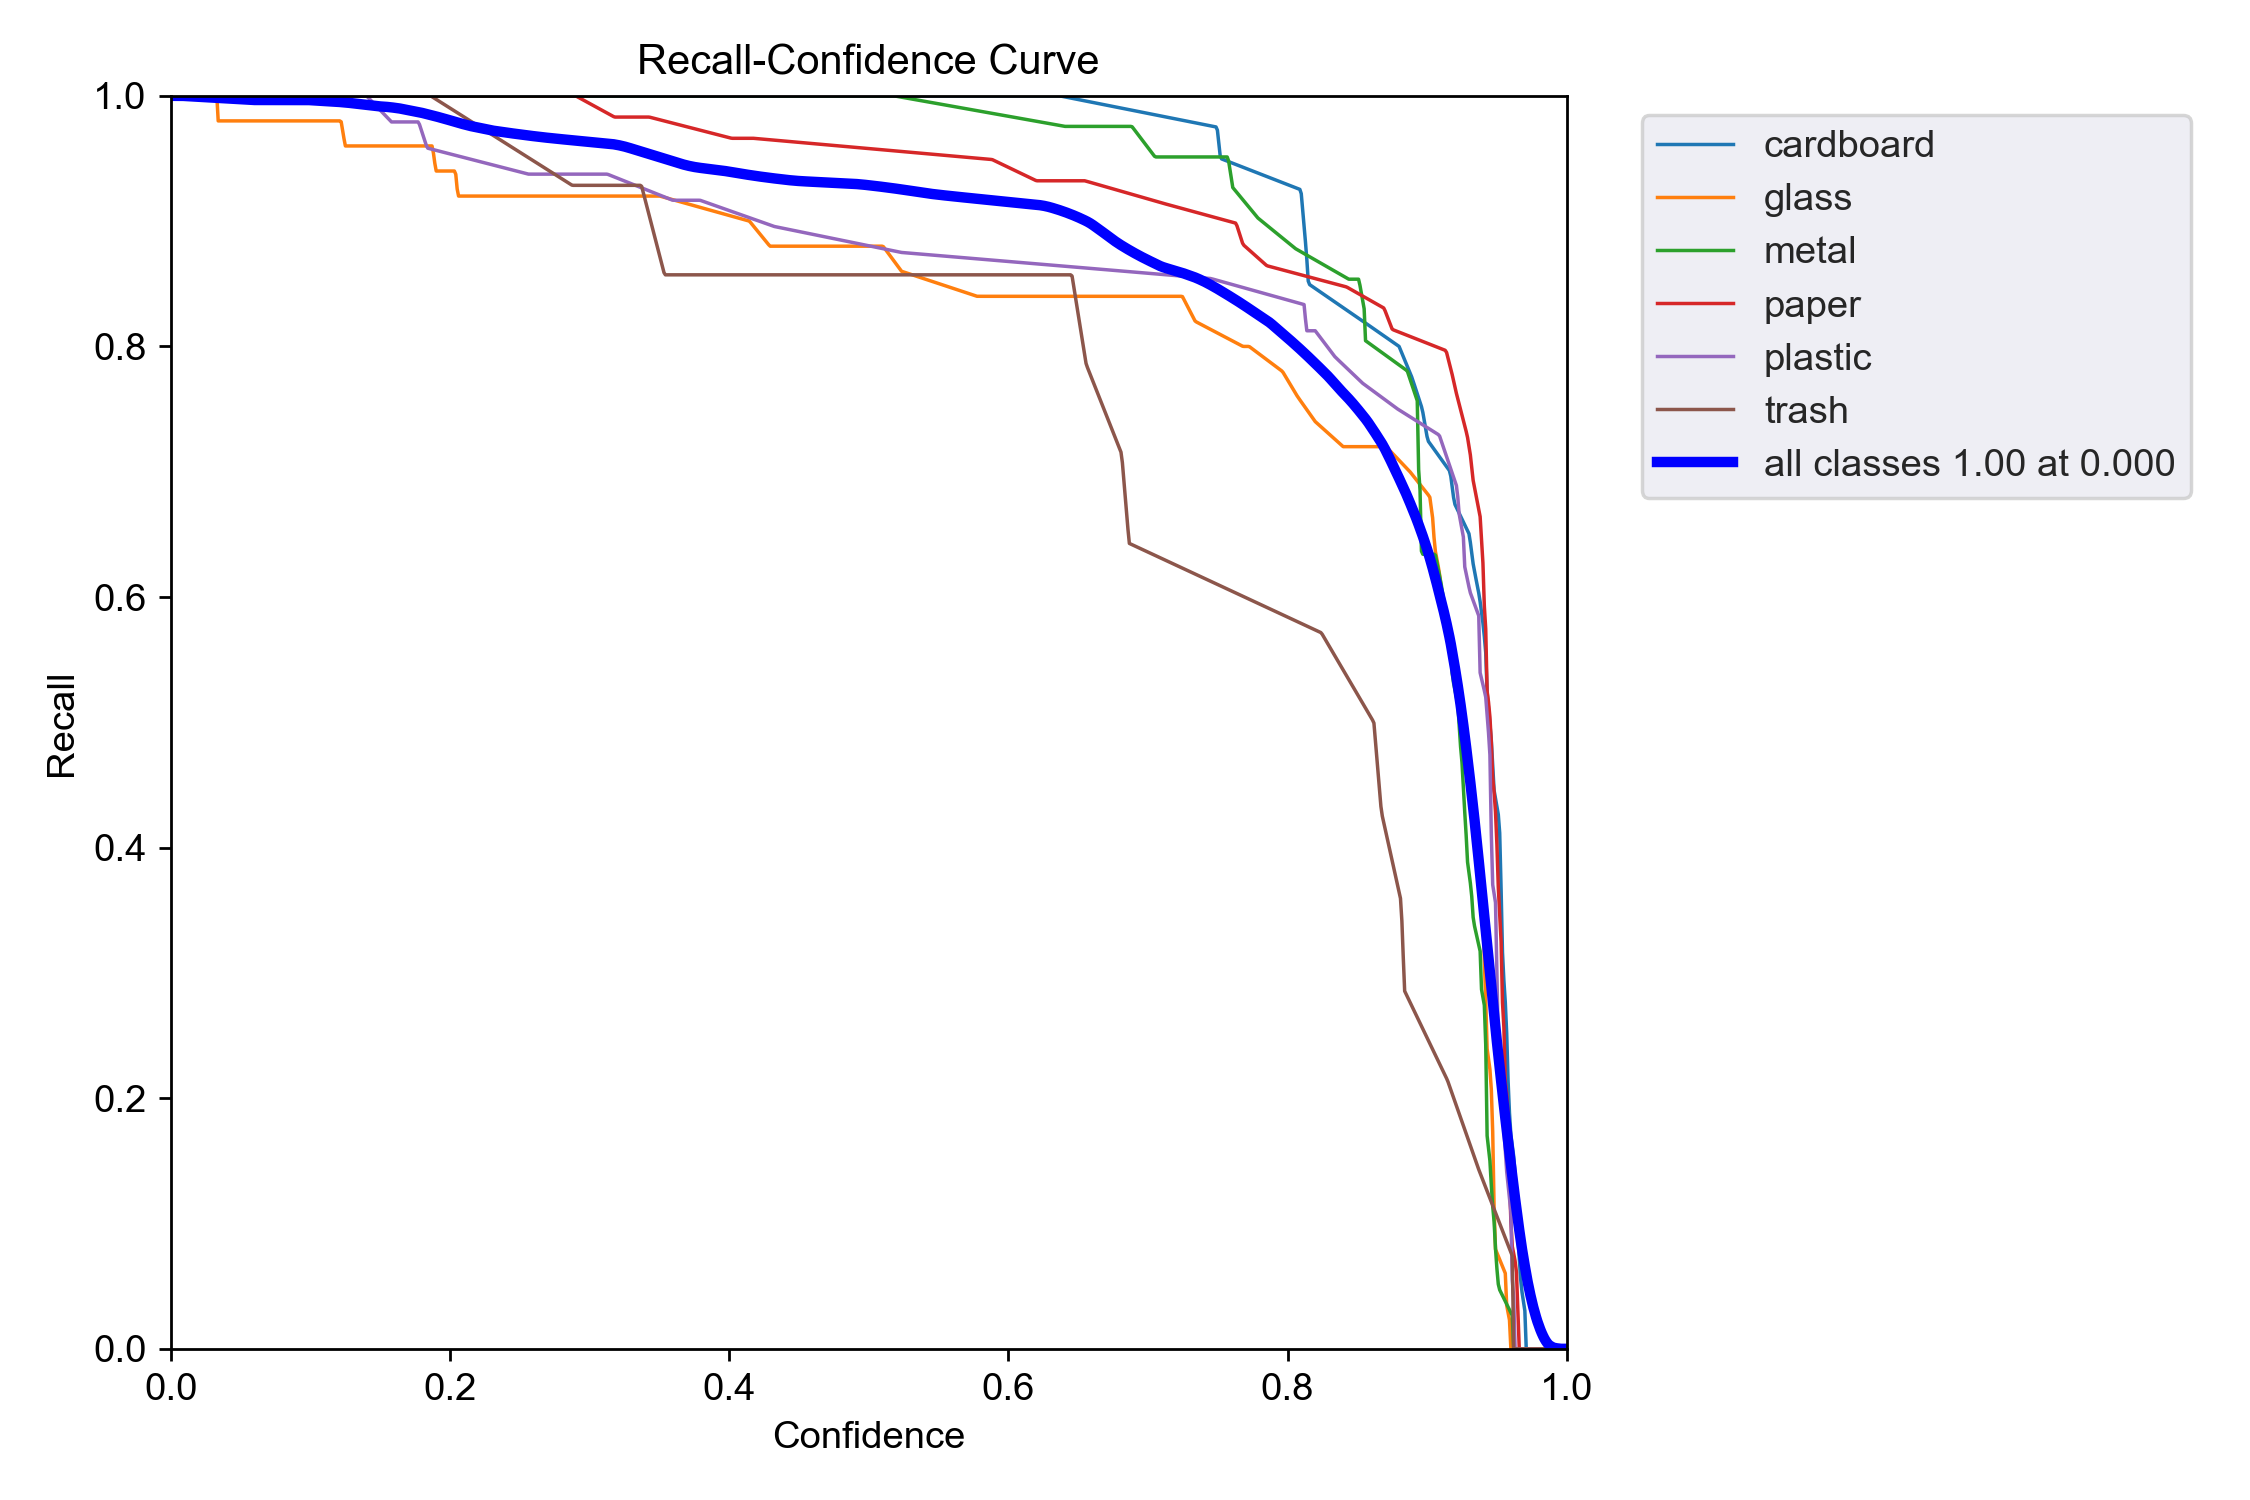 Recall-Confidence Curve
1.0
0.8
0.6
0.4
0.2
0.0
Recall
0.0 0.2 0.4 0.6 0.8 1.0
Confidence
cardboard
glass
metal
paper
plastic
trash
all classes 1.00 at 0.000